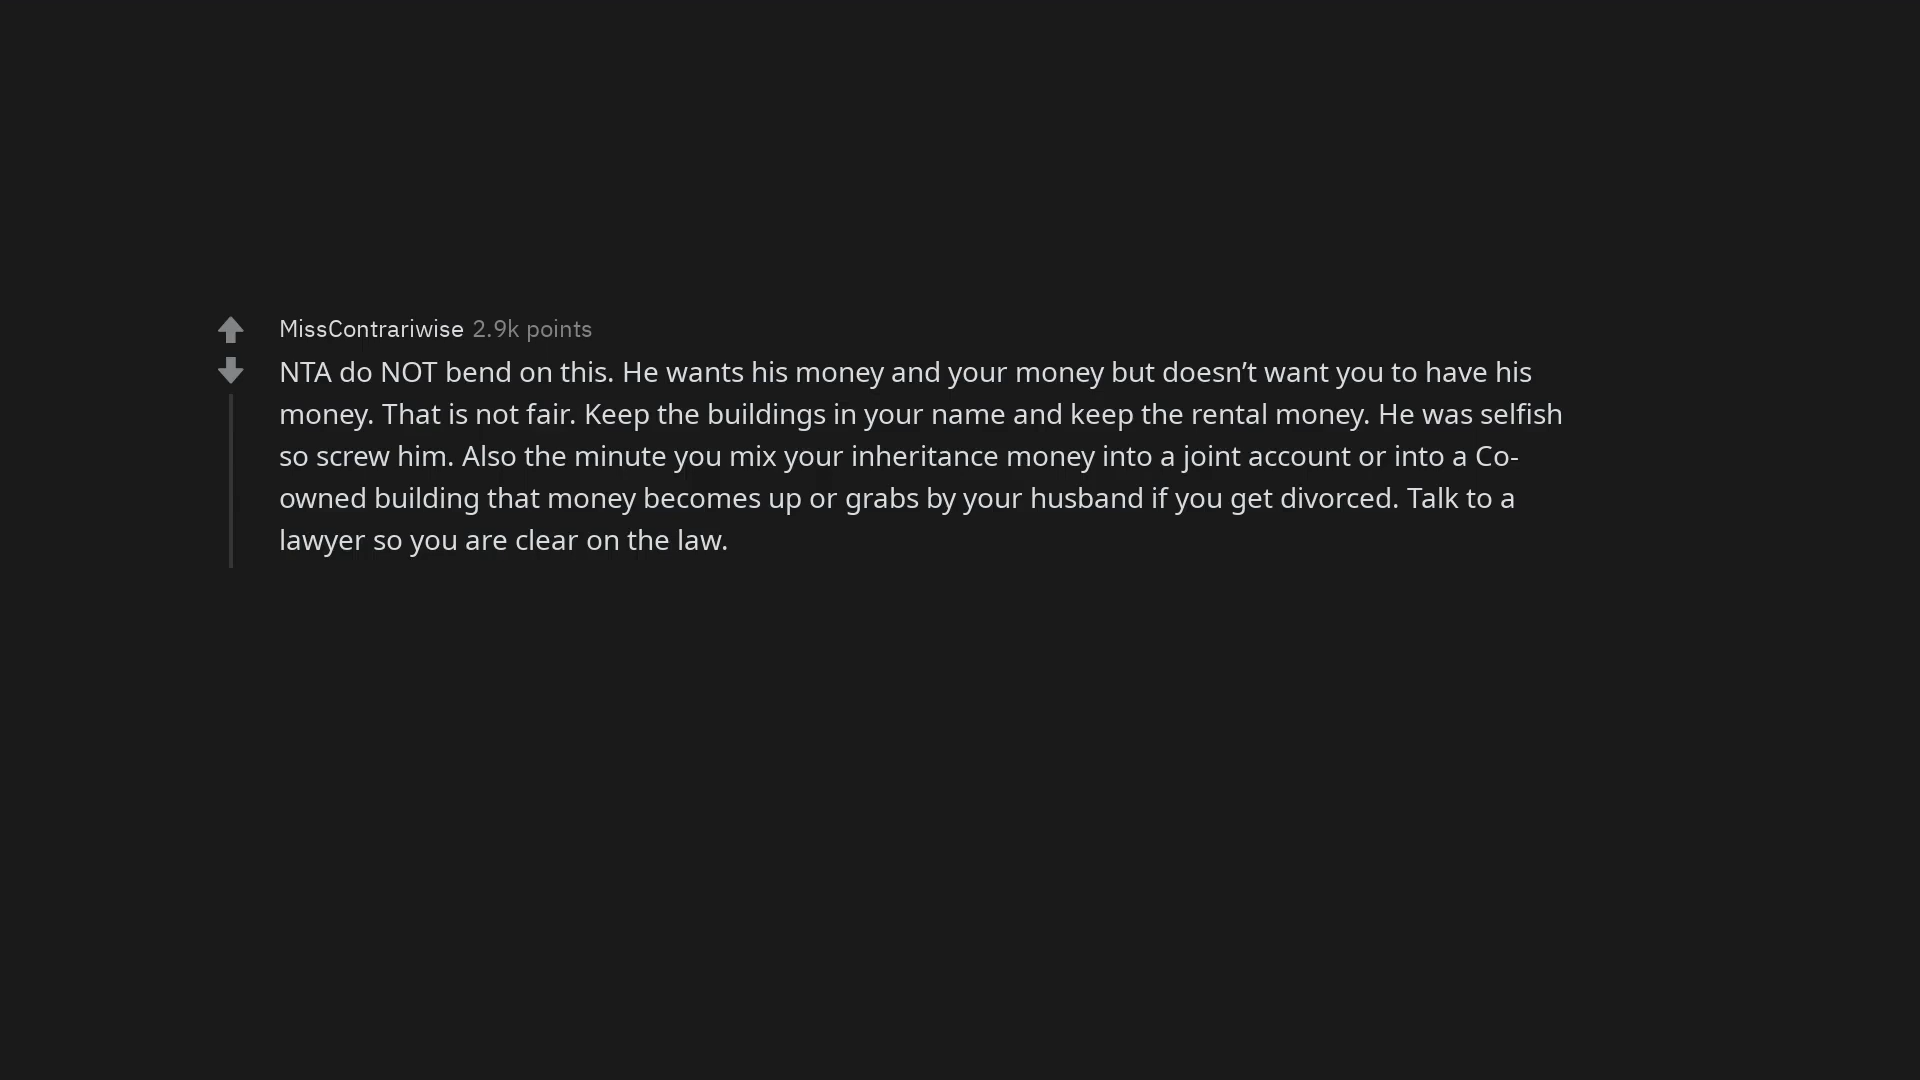 MissContrariwise 2.9k points
NTA do NOT bend on this. He wants his money and your money but doesn’t want you to have his
money. That is not fair. Keep the buildings in your name and keep the rental money. He was selfish
so screw him. Also the minute you mix your inheritance money into a joint account or into a Co-
owned building that money becomes up or grabs by your husband if you get divorced. Talk to a
lawyer so you are clear on the law.